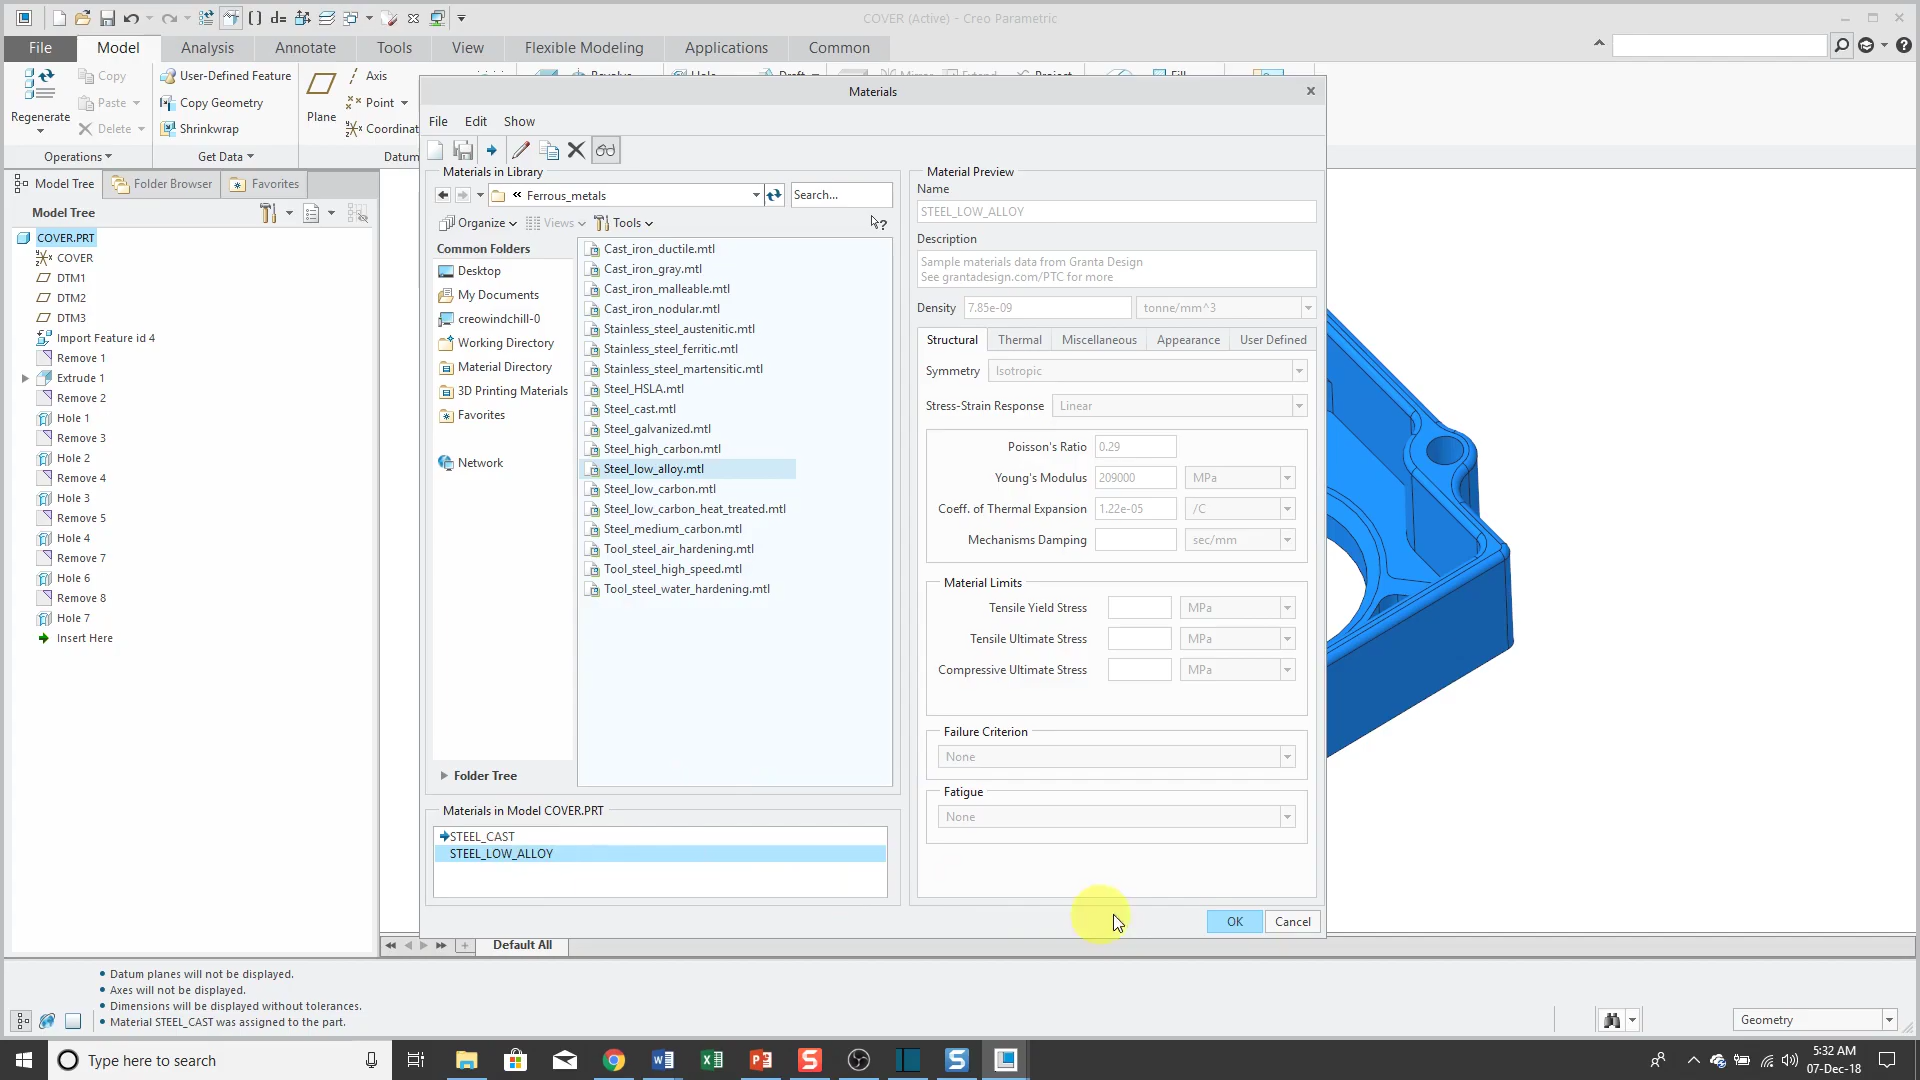 COVER (Active) - Creo Parametric
File
Model
Analysis
Annotate
Tools
View
Flexible Modeling
Applications
Common
Regenerate
Copy
Paste
Delete
Operations
User-Defined Feature
Copy Geometry
Shrinkwrap
Get Data
Plane
Axis
Point
Coordinat
Datum
Revolve
Hole
Draft
Mirror
Extend
Project
Fill
Model Tree
Folder Browser
Favorites
Model Tree
COVER.PRT
COVER
DTM1
DTM2
DTM3
Import Feature id 4
Remove 1
Extrude 1
Remove 2
Hole 1
Remove 3
Hole 2
Remove 4
Hole 3
Remove 5
Hole 4
Remove 7
Hole 6
Remove 8
Hole 7
Insert Here
Materials
File
Edit
Show
Materials in Library
« Ferrous_metals
Search...
Organize
Views
Tools
Common Folders
Desktop
My Documents
creowindchill-0
Working Directory
Material Directory
3D Printing Materials
Favorites
Network
Folder Tree
Cast_iron_ductile.mtl
Cast_iron_gray.mtl
Cast_iron_malleable.mtl
Cast_iron_nodular.mtl
Stainless_steel_austenitic.mtl
Stainless_steel_ferritic.mtl
Stainless_steel_martensitic.mtl
Steel_HSLA.mtl
Steel_cast.mtl
Steel_galvanized.mtl
Steel_high_carbon.mtl
Steel_low_alloy.mtl
Steel_low_carbon.mtl
Steel_low_carbon_heat_treated.mtl
Steel_medium_carbon.mtl
Tool_steel_air_hardening.mtl
Tool_steel_high_speed.mtl
Tool_steel_water_hardening.mtl
Materials in Model COVER.PRT
STEEL_CAST
STEEL_LOW_ALLOY
Material Preview
Name
STEEL_LOW_ALLOY
Description
Sample materials data from Granta Design
See grantadesign.com/PTC for more
Density 7.85e-09 tonne/mm^3
Structural
Thermal
Miscellaneous
Appearance
User Defined
Symmetry Isotropic
Stress-Strain Response Linear
Poisson's Ratio 0.29
Young's Modulus 209000 MPa
Coeff. of Thermal Expansion 1.22e-05 /C
Mechanisms Damping sec/mm
Material Limits
Tensile Yield Stress MPa
Tensile Ultimate Stress MPa
Compressive Ultimate Stress MPa
Failure Criterion
None
Fatigue
None
OK
Cancel
Default All
• Datum planes will not be displayed.
• Axes will not be displayed.
• Dimensions will be displayed without tolerances.
• Material STEEL_CAST was assigned to the part.
Geometry
Type here to search
5:32 AM
07-Dec-18